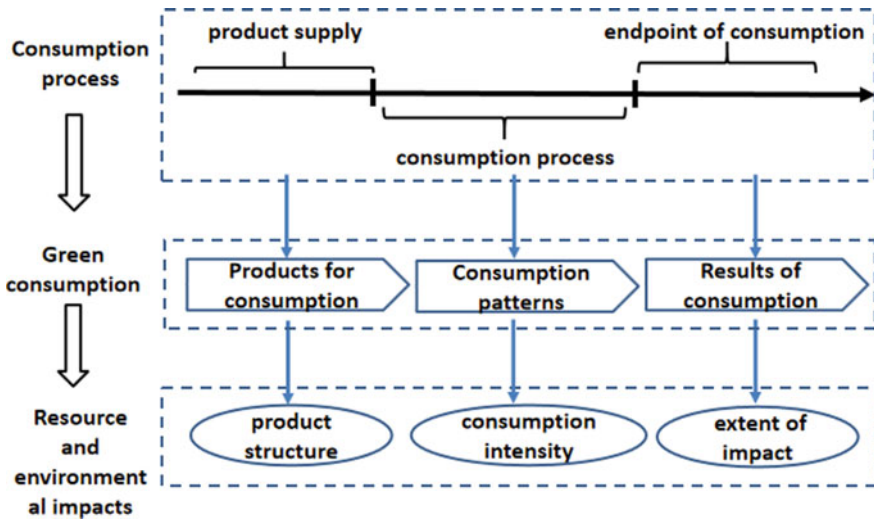 Consumption
process
product supply
endpoint of consumption
consumption process
Green
consumption
Products for
consumption
Consumption
patterns
Results of
consumption
Resource
and
environment
al impacts
product
structure
consumption
intensity
extent of
impact